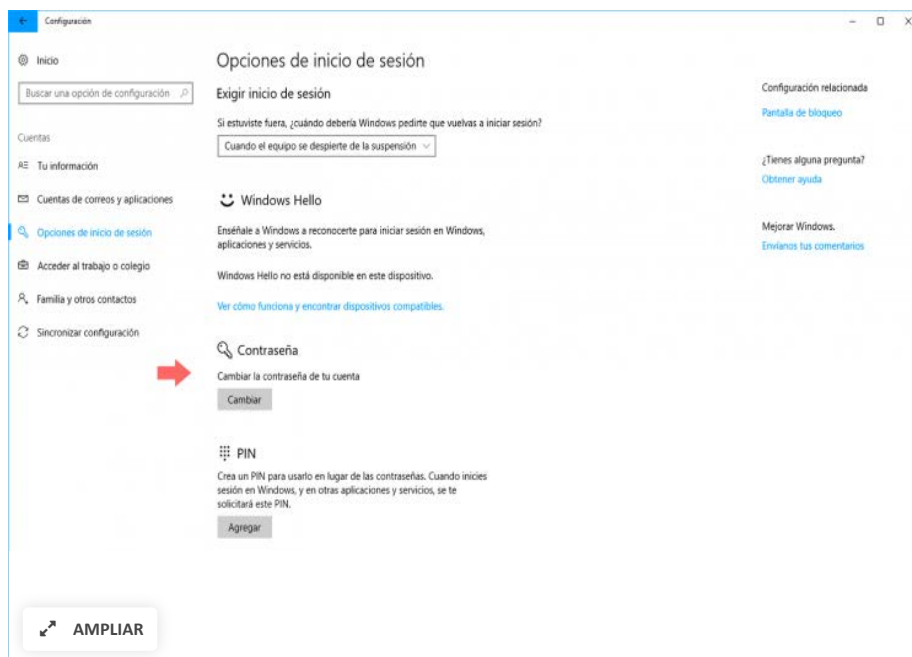 Configuración
Inicio
Buscar una opción de configuración
Cuentas
Tu información
Cuentas de correos y aplicaciones
Opciones de inicio de sesión
Acceder al trabajo o colegio
Familia y otros contactos
Sincronizar configuración
Opciones de inicio de sesión
Exigir inicio de sesión
Si estuviste fuera, ¿cuándo debería Windows pedirte que vuelvas a iniciar sesión?
Cuando el equipo se despierte de la suspensión
Windows Hello
Enséñale a Windows a reconocerte para iniciar sesión en Windows,
aplicaciones y servicios.
Windows Hello no está disponible en este dispositivo.
Ver cómo funciona y encontrar dispositivos compatibles.
Contraseña
Cambiar la contraseña de tu cuenta
Cambiar
PIN
Crea un PIN para usarlo en lugar de las contraseñas. Cuando inicies
sesión en Windows, y en otras aplicaciones y servicios, se te
solicitará este PIN.
Agregar
Configuración relacionada
Pantalla de bloqueo
¿Tienes alguna pregunta?
Obtener ayuda
Mejorar Windows.
Envíanos tus comentarios
AMPLIAR